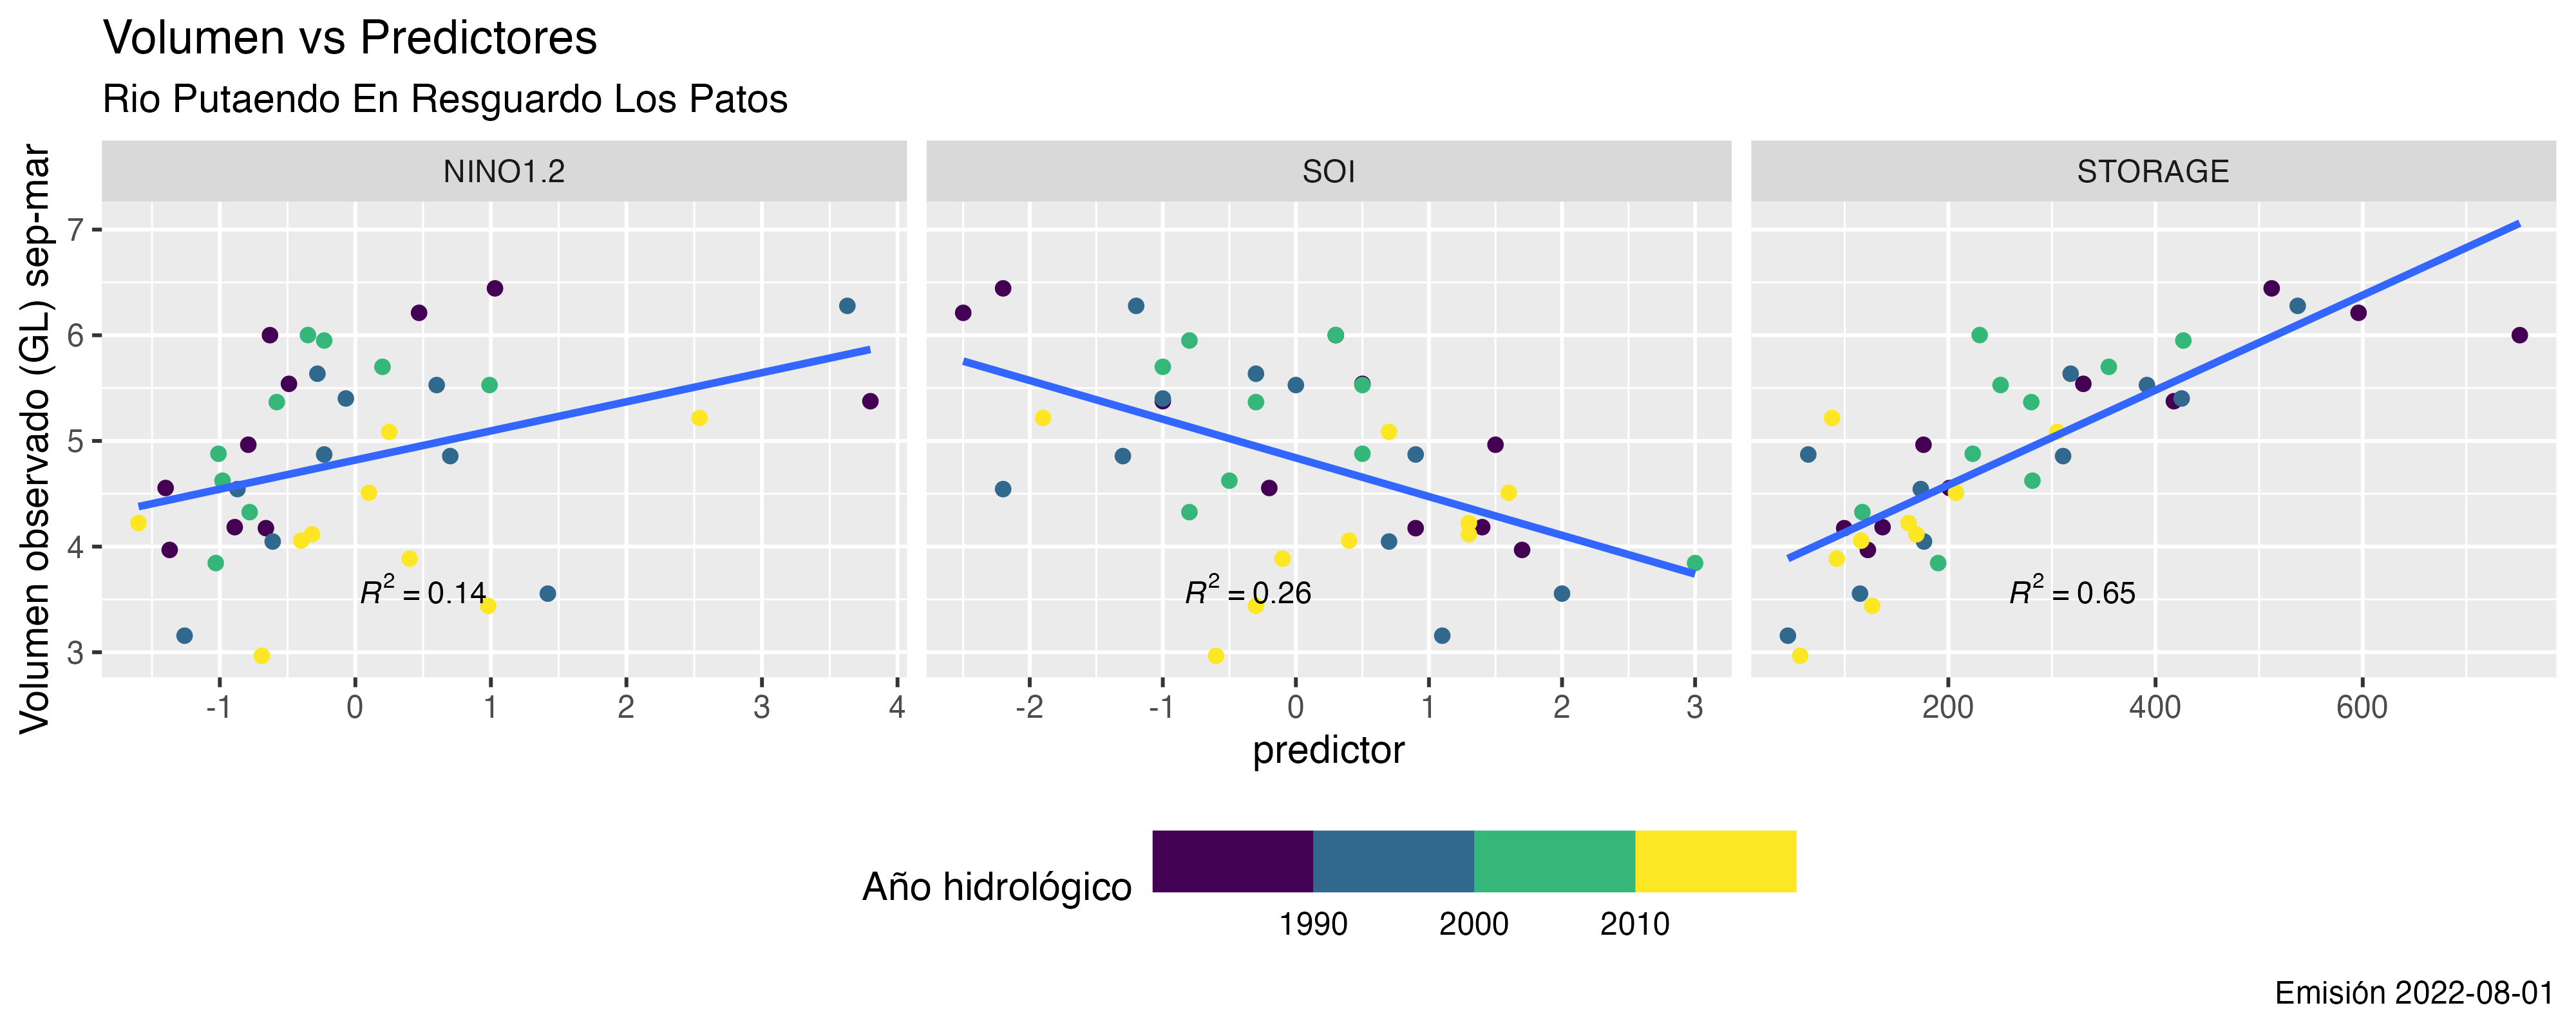 Volumen vs Predictores
Rio Putaendo En Resguardo Los Patos
Volumen observado (GL) sep-mar
NINO1.2 SOI STORAGE
7
6
5
4
3
R² = 0.14 R² = 0.26 R² = 0.65
-1 0 1 2 3 4 -2 -1 0 1 2 3 200 400 600
predictor
Año hidrológico
1990 2000 2010
Emisión 2022-08-01